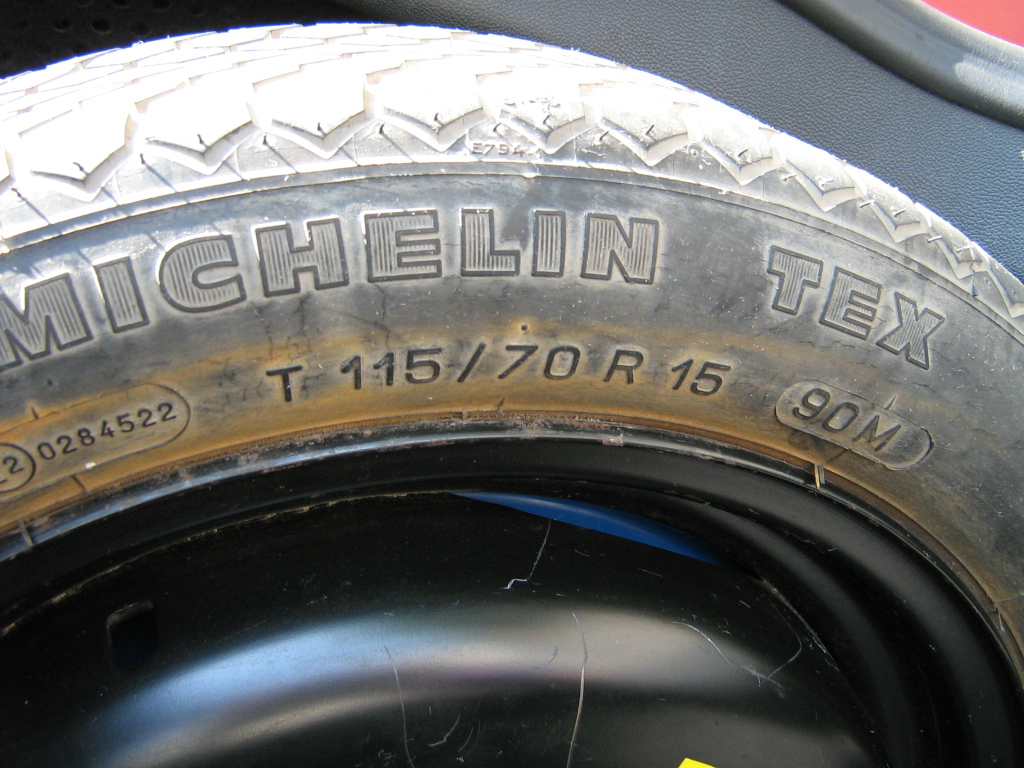 E794
MICHELIN TEX
T 115/70 R 15 90M
0284522